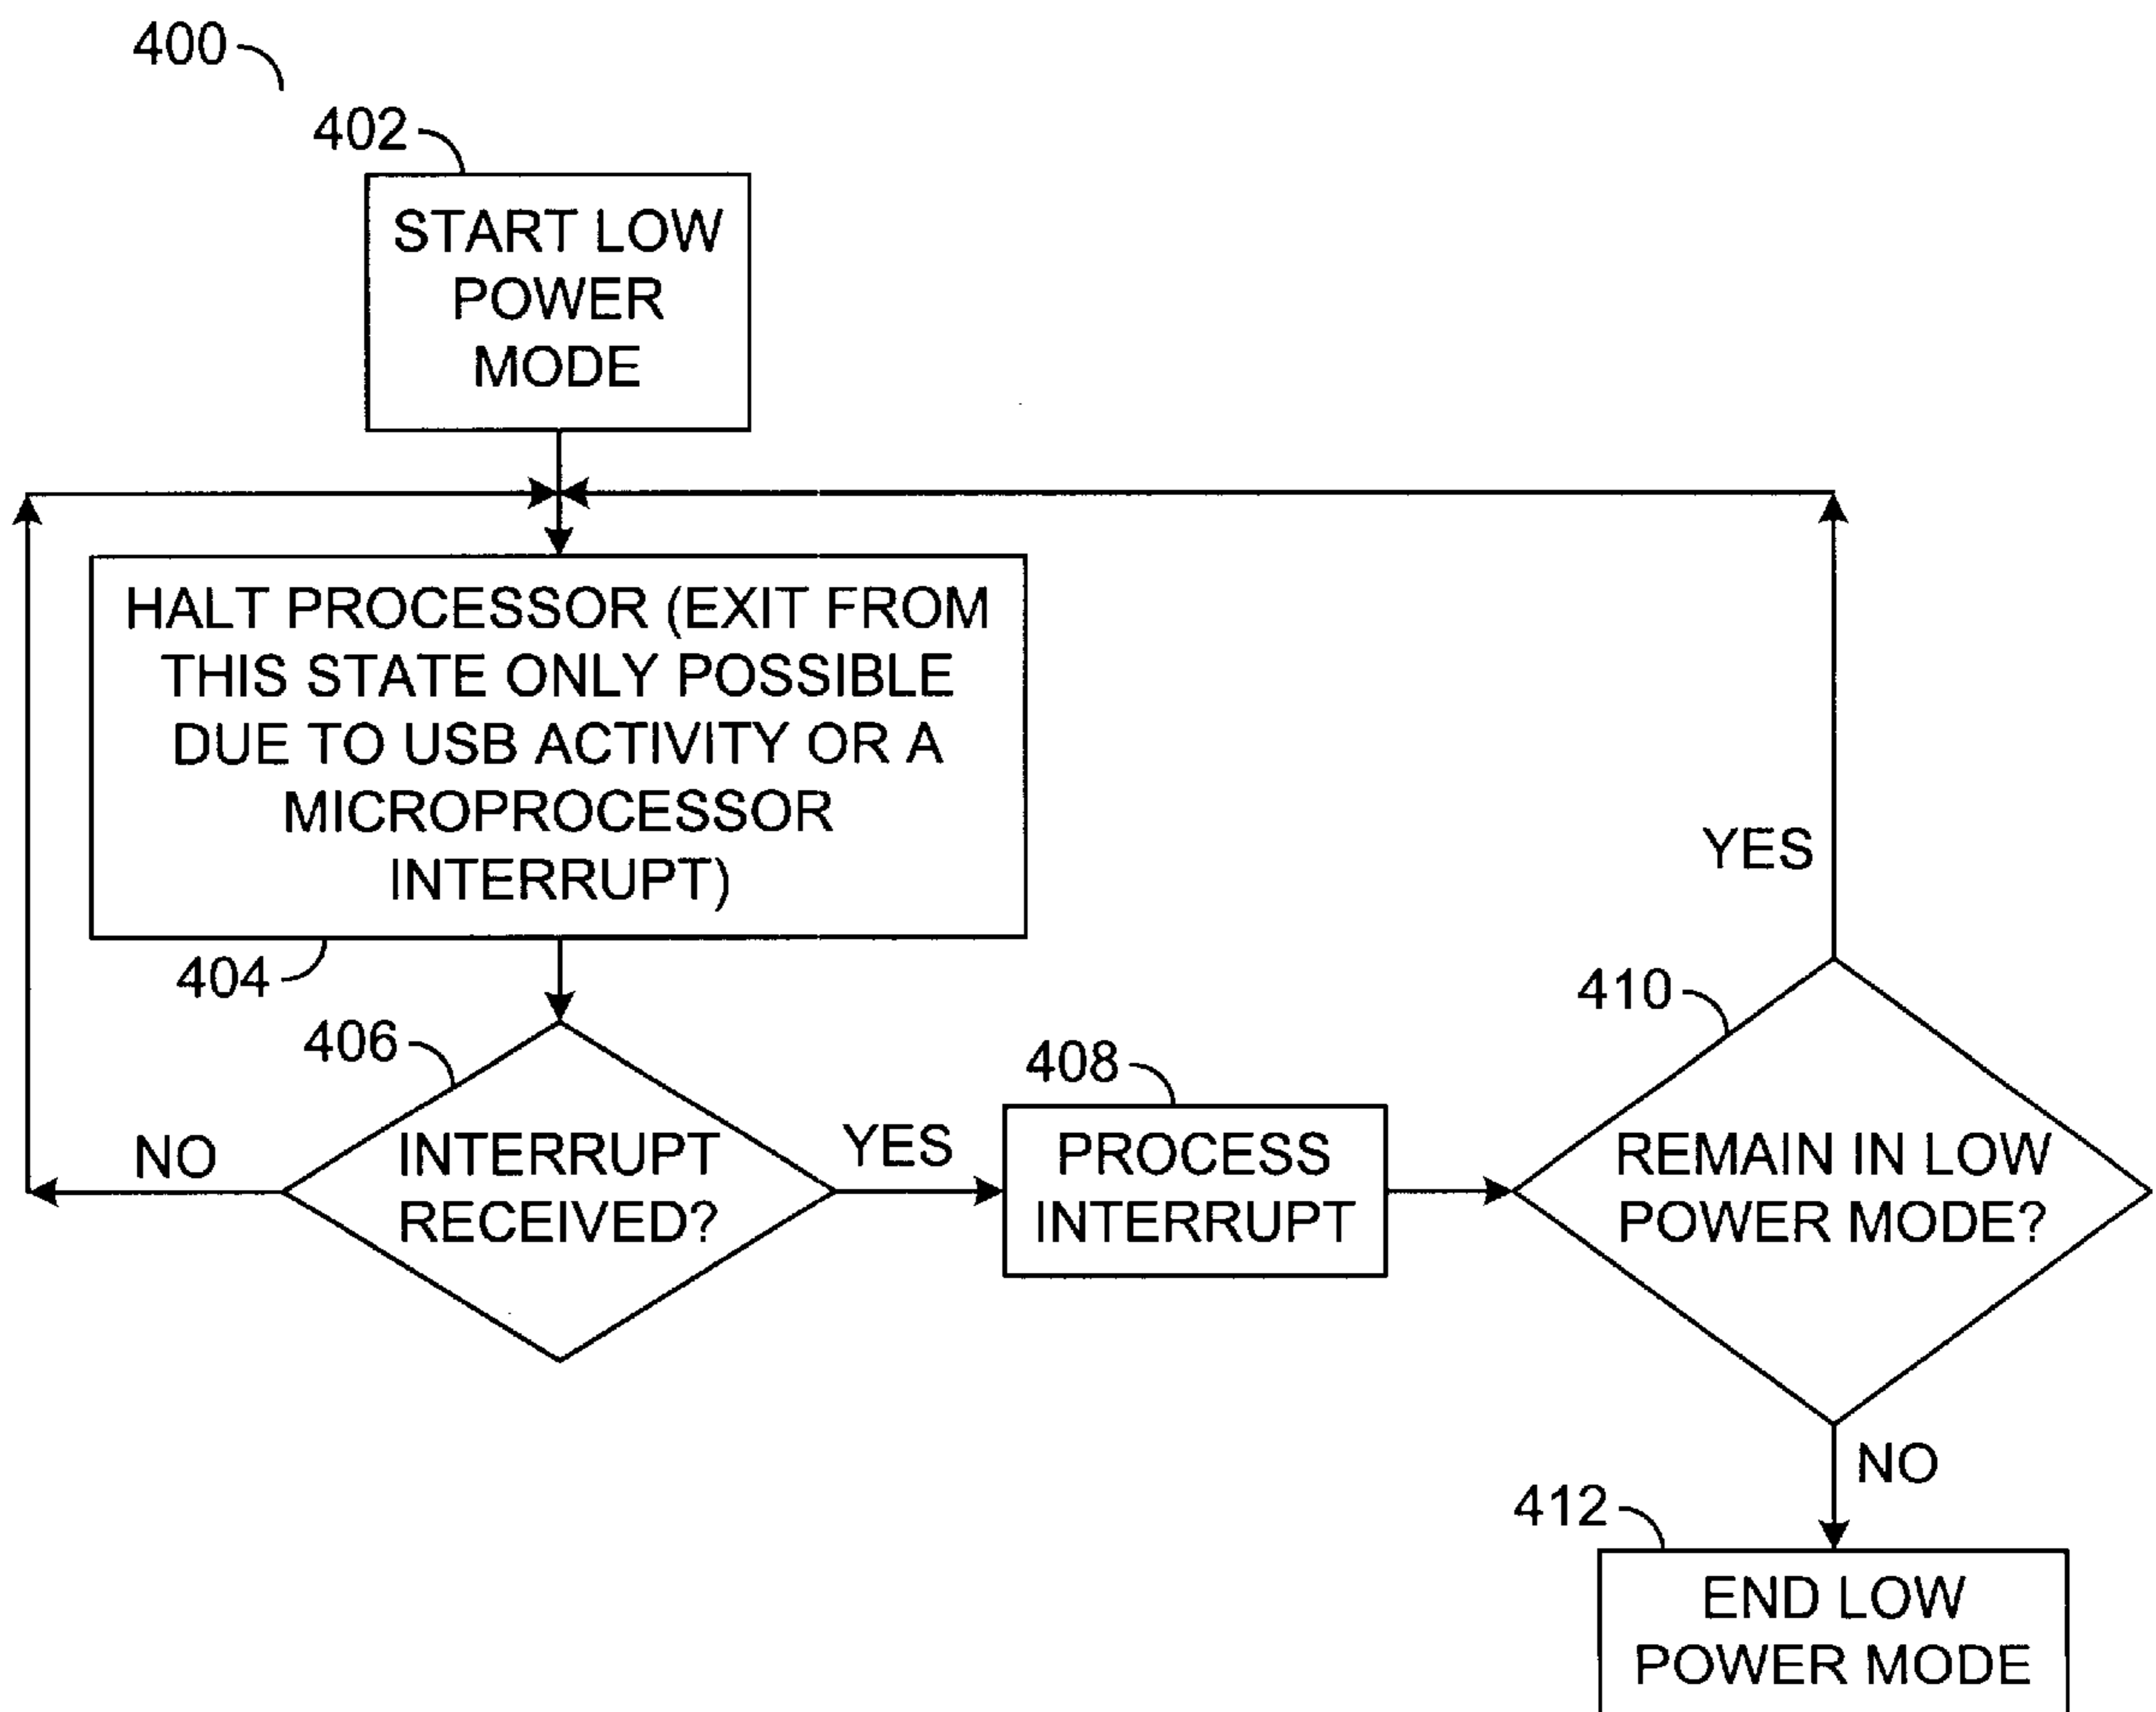 400
402
START LOW
POWER
MODE
HALT PROCESSOR (EXIT FROM
THIS STATE ONLY POSSIBLE
DUE TO USB ACTIVITY OR A
MICROPROCESSOR
INTERRUPT)
404
406
INTERRUPT
RECEIVED?
NO
YES
408
PROCESS
INTERRUPT
410
REMAIN IN LOW
POWER MODE?
YES
NO
412
END LOW
POWER MODE